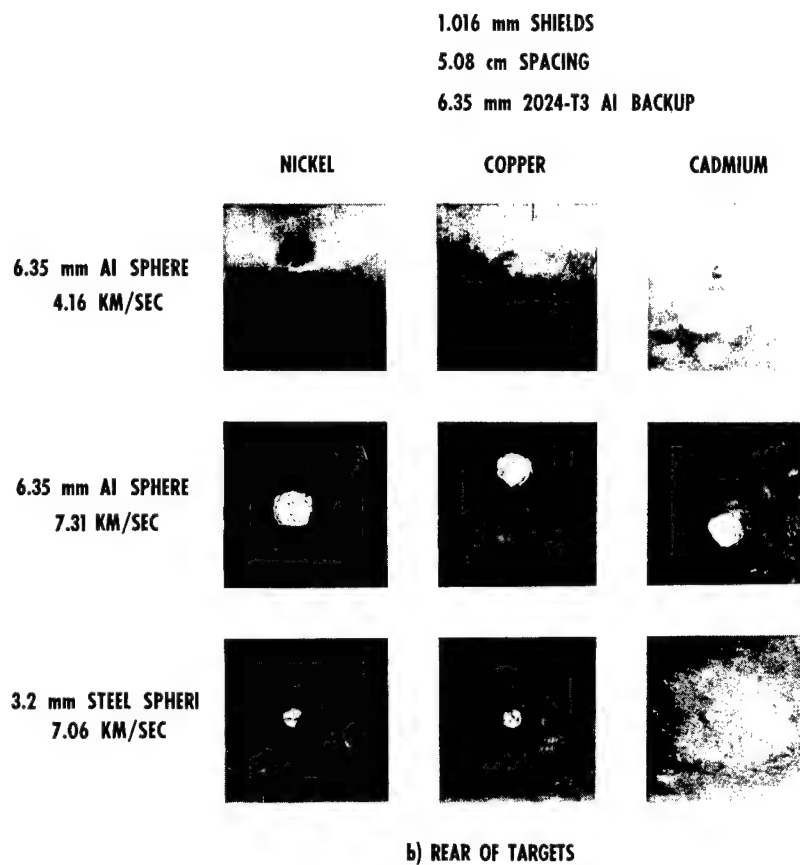 1.016 mm SHIELDS
5.08 cm SPACING
6.35 mm 2024-T3 Al BACKUP
NICKEL
COPPER
CADMIUM
6.35 mm Al SPHERE
4.16 KM/SEC
6.35 mm Al SPHERE
7.31 KM/SEC
3.2 mm STEEL SPHERI
7.06 KM/SEC
b) REAR OF TARGETS